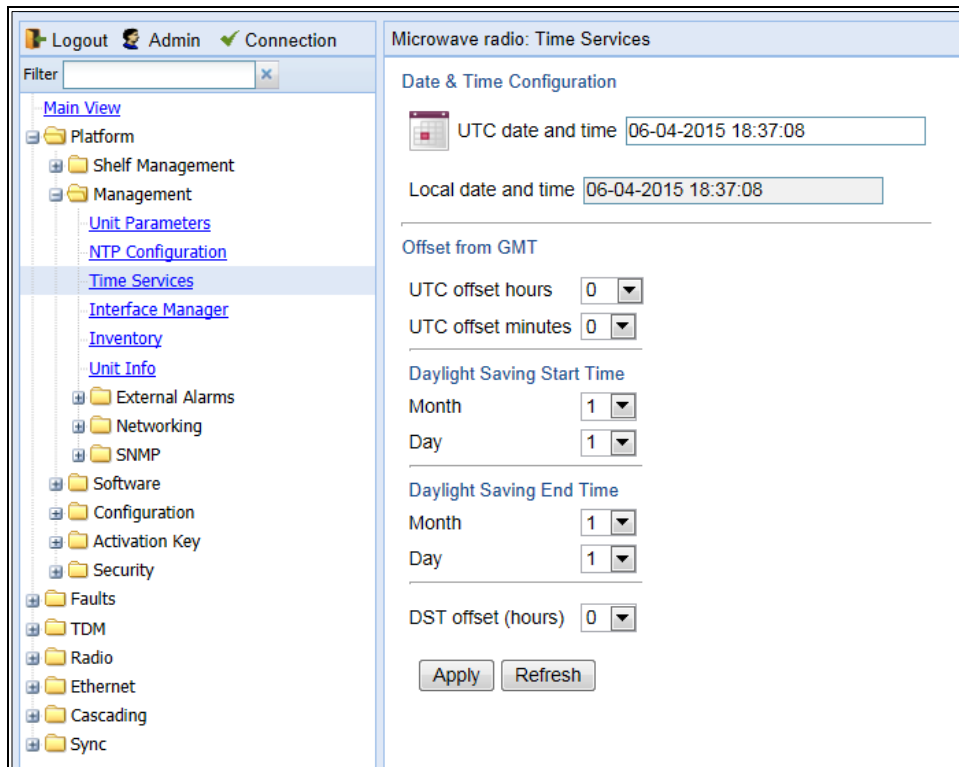 Logout Admin Connection
Filter
Main View
Platform
Shelf Management
Management
Unit Parameters
NTP Configuration
Time Services
Interface Manager
Inventory
Unit Info
External Alarms
Networking
SNMP
Software
Configuration
Activation Key
Security
Faults
TDM
Radio
Ethernet
Cascading
Sync
Microwave radio: Time Services
Date & Time Configuration
UTC date and time 06-04-2015 18:37:08
Local date and time 06-04-2015 18:37:08
Offset from GMT
UTC offset hours 0
UTC offset minutes 0
Daylight Saving Start Time
Month 1
Day 1
Daylight Saving End Time
Month 1
Day 1
DST offset (hours) 0
Apply Refresh